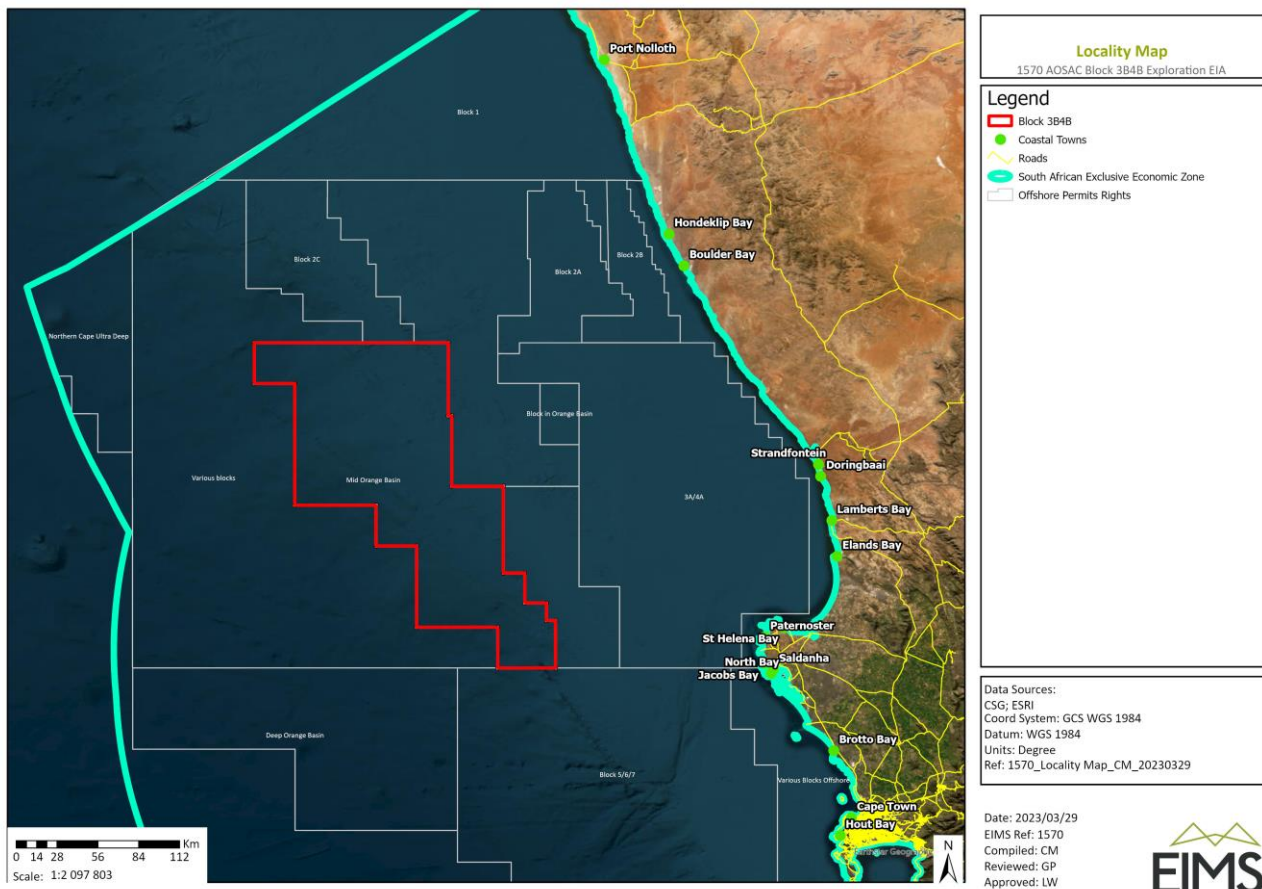 Port Nolloth
Block 1
Hondeklip Bay
Block 2C
Block 2A
Block 2B
Boulder Bay
Northern Cape Ultra Deep
Block in Orange Basin
Strandfontein
Doringbaai
Various blocks
Mid Orange Basin
3A/4A
Lamberts Bay
Elands Bay
Paternoster
St Helena Bay
North Bay
Saldanha
Jacobs Bay
Deep Orange Basin
Brotto Bay
Block 5/6/7
Various Blocks Offshore
Cape Town
Hout Bay
Km
0 14 28 56 84 112
Scale: 1:2 097 803
N
Locality Map
1570 AOSAC Block 3B4B Exploration EIA
Legend
Block 3B4B
Coastal Towns
Roads
South African Exclusive Economic Zone
Offshore Permits Rights
Data Sources:
CSG; ESRI
Coord System: GCS WGS 1984
Datum: WGS 1984
Units: Degree
Ref: 1570_Locality Map_CM_20230329
Date: 2023/03/29
EIMS Ref: 1570
Compiled: CM
Reviewed: GP
Approved: LW
EIMS